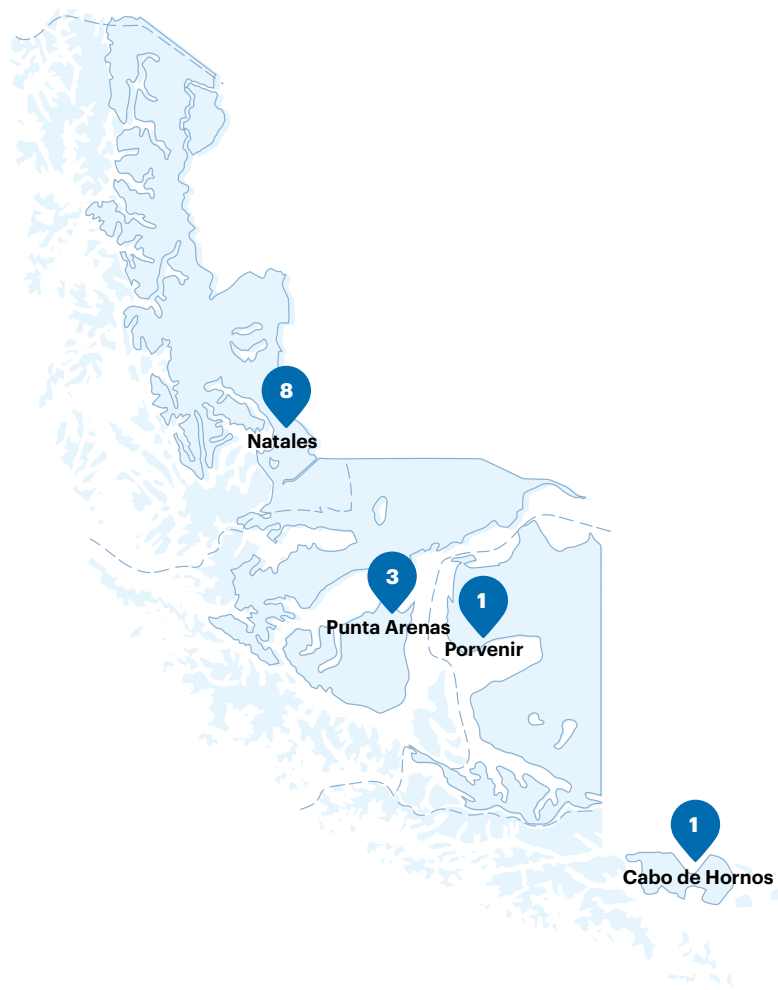 8
Natales
3
Punta Arenas
1
Porvenir
1
Cabo de Hornos